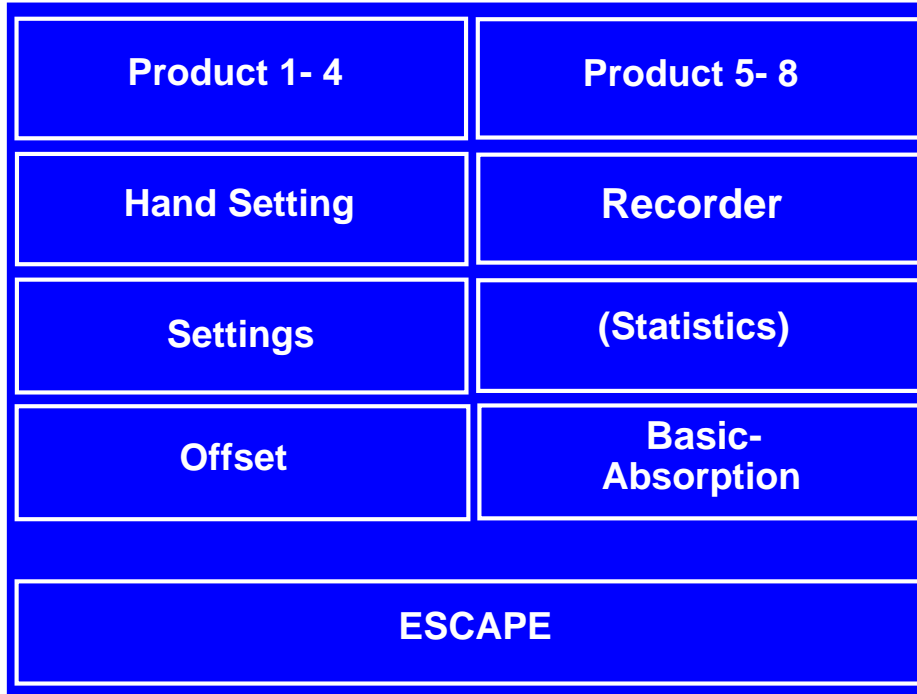 Product 1- 4
Product 5- 8
Hand Setting
Recorder
Settings
(Statistics)
Offset
Basic-
Absorption
ESCAPE